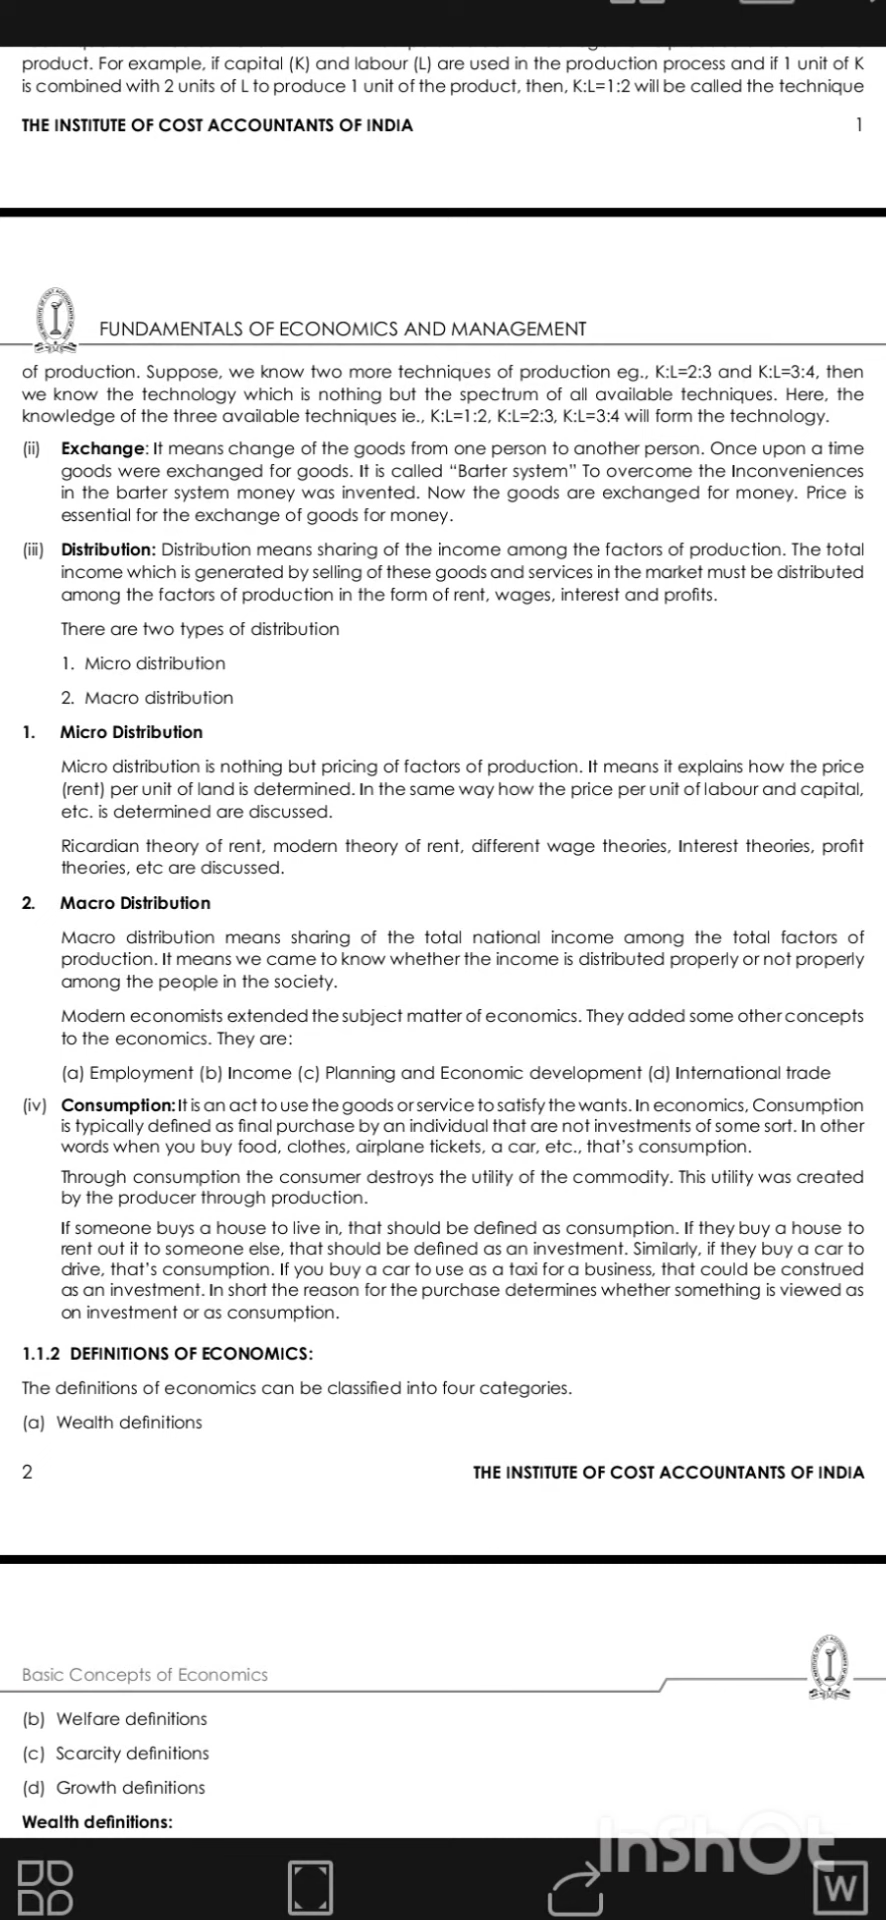 product. For example, if capital (K) and labour (L) are used in the production process and if 1 unit of K
is combined with 2 units of L to produce 1 unit of the product, then, K:L=1:2 will be called the technique
THE INSTITUTE OF COST ACCOUNTANTS OF INDIA 1
FUNDAMENTALS OF ECONOMICS AND MANAGEMENT
of production. Suppose, we know two more techniques of production eg., K:L=2:3 and K:L=3:4, then
we know the technology which is nothing but the spectrum of all available techniques. Here, the
knowledge of the three available techniques ie., K:L=1:2, K:L=2:3, K:L=3:4 will form the technology.
(ii) Exchange: It means change of the goods from one person to another person. Once upon a time
goods were exchanged for goods. It is called “Barter system” To overcome the Inconveniences
in the barter system money was invented. Now the goods are exchanged for money. Price is
essential for the exchange of goods for money.
(iii) Distribution: Distribution means sharing of the income among the factors of production. The total
income which is generated by selling of these goods and services in the market must be distributed
among the factors of production in the form of rent, wages, interest and profits.
There are two types of distribution
1. Micro distribution
2. Macro distribution
1. Micro Distribution
Micro distribution is nothing but pricing of factors of production. It means it explains how the price
(rent) per unit of land is determined. In the same way how the price per unit of labour and capital,
etc. is determined are discussed.
Ricardian theory of rent, modern theory of rent, different wage theories, Interest theories, profit
theories, etc are discussed.
2. Macro Distribution
Macro distribution means sharing of the total national income among the total factors of
production. It means we came to know whether the income is distributed properly or not properly
among the people in the society.
Modern economists extended the subject matter of economics. They added some other concepts
to the economics. They are:
(a) Employment (b) Income (c) Planning and Economic development (d) International trade
(iv) Consumption: It is an act to use the goods or service to satisfy the wants. In economics, Consumption
is typically defined as final purchase by an individual that are not investments of some sort. In other
words when you buy food, clothes, airplane tickets, a car, etc., that’s consumption.
Through consumption the consumer destroys the utility of the commodity. This utility was created
by the producer through production.
If someone buys a house to live in, that should be defined as consumption. If they buy a house to
rent out it to someone else, that should be defined as an investment. Similarly, if they buy a car to
drive, that’s consumption. If you buy a car to use as a taxi for a business, that could be construed
as an investment. In short the reason for the purchase determines whether something is viewed as
on investment or as consumption.
1.1.2 DEFINITIONS OF ECONOMICS:
The definitions of economics can be classified into four categories.
(a) Wealth definitions
2 THE INSTITUTE OF COST ACCOUNTANTS OF INDIA
Basic Concepts of Economics
(b) Welfare definitions
(c) Scarcity definitions
(d) Growth definitions
Wealth definitions:
InShOt
W